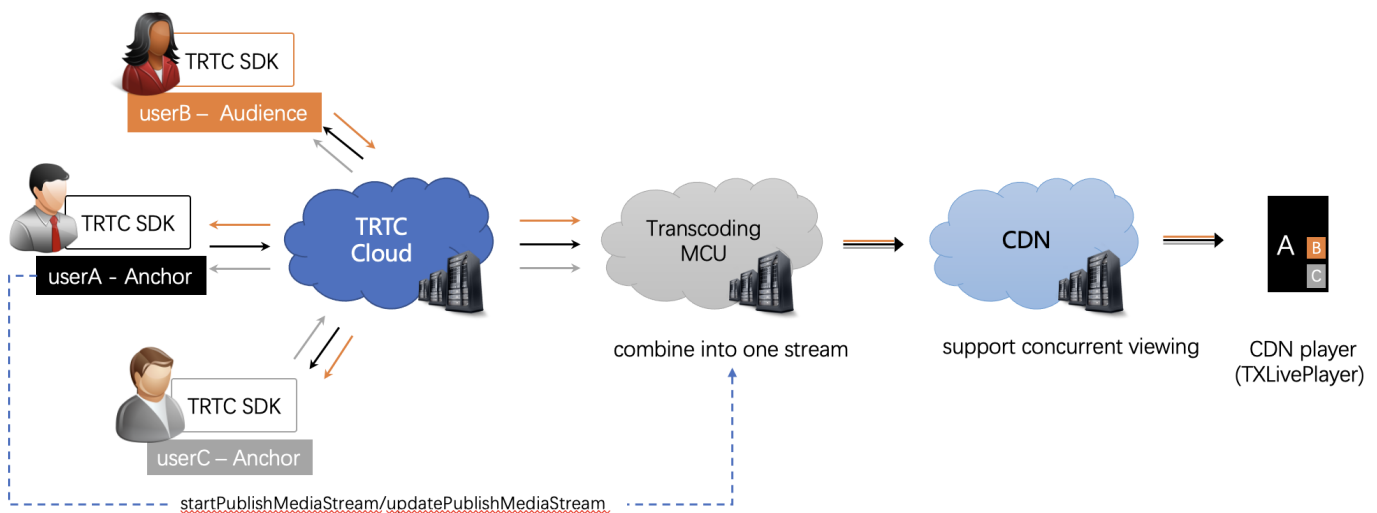 TRTC SDK
userB – Audience
TRTC SDK
userA - Anchor
TRTC SDK
userC – Anchor
TRTC
Cloud
Transcoding
MCU
combine into one stream
CDN
support concurrent viewing
A
B
C
CDN player
(TXLivePlayer)
startPublishMediaStream/updatePublishMediaStream